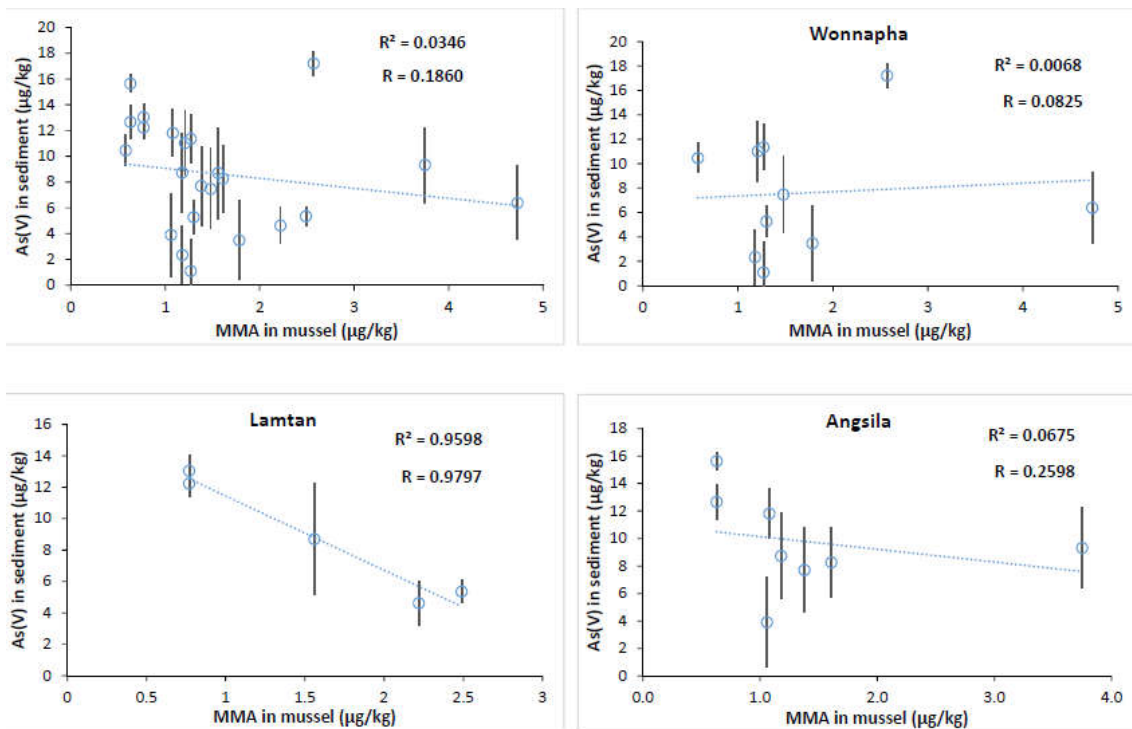 R² = 0.0346
R = 0.1860
As(V) in sediment (µg/kg)
20
18
16
14
12
10
8
6
4
2
0
0 1 2 3 4 5
MMA in mussel (µg/kg)
Wonnapha
R² = 0.0068
R = 0.0825
As(V) in sediment (µg/kg)
20
18
16
14
12
10
8
6
4
2
0
0 1 2 3 4 5
MMA in mussel (µg/kg)
Lamtan
R² = 0.9598
R = 0.9797
As(V) in sediment (µg/kg)
16
14
12
10
8
6
4
2
0
0 0.5 1 1.5 2 2.5 3
MMA in mussel (µg/kg)
Angsila
R² = 0.0675
R = 0.2598
As(V) in sediment (µg/kg)
18
16
14
12
10
8
6
4
2
0
0.0 1.0 2.0 3.0 4.0
MMA in mussel (µg/kg)